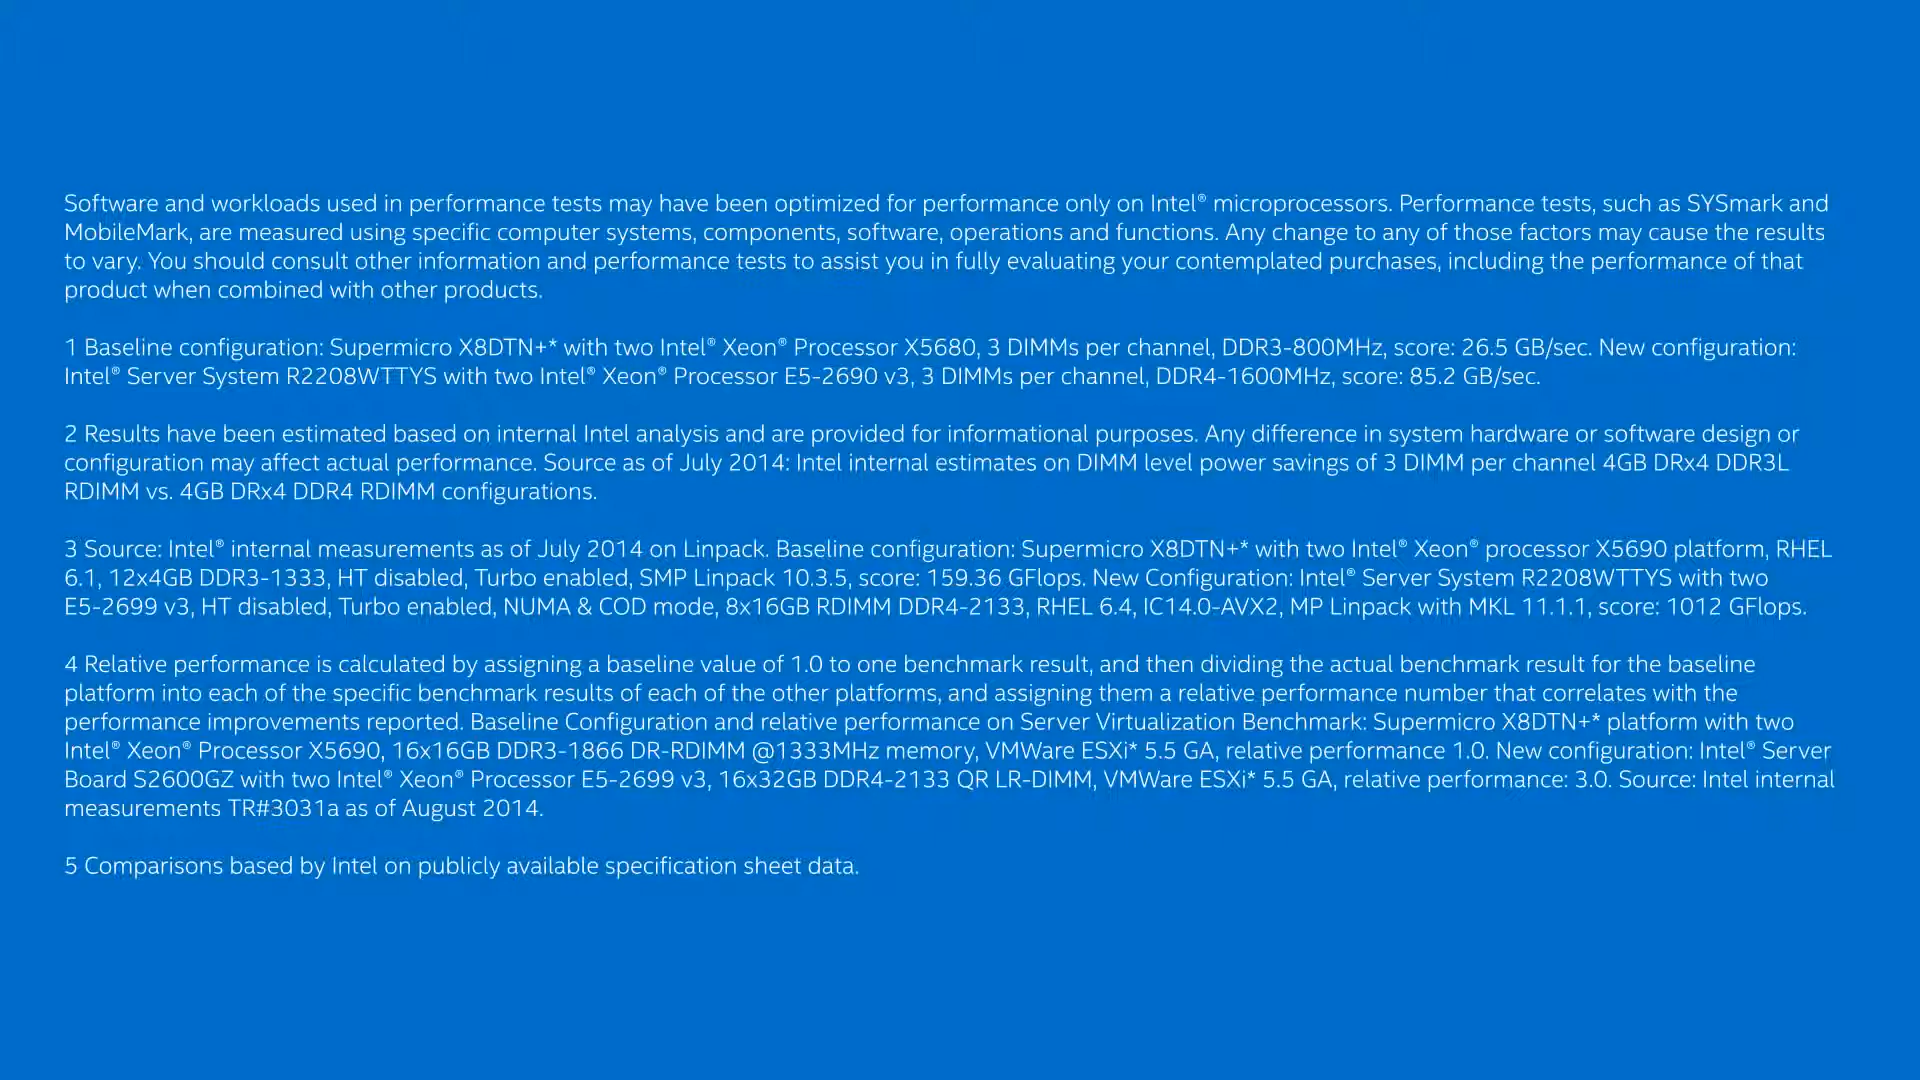 Software and workloads used in performance tests may have been optimized for performance only on Intel® microprocessors. Performance tests, such as SYSmark and
MobileMark, are measured using specific computer systems, components, software, operations and functions. Any change to any of those factors may cause the results
to vary. You should consult other information and performance tests to assist you in fully evaluating your contemplated purchases, including the performance of that
product when combined with other products.
1 Baseline configuration: Supermicro X8DTN+* with two Intel® Xeon® Processor X5680, 3 DIMMs per channel, DDR3-800MHz, score: 26.5 GB/sec. New configuration:
Intel® Server System R2208WTTYS with two Intel® Xeon® Processor E5-2690 v3, 3 DIMMs per channel, DDR4-1600MHz, score: 85.2 GB/sec.
2 Results have been estimated based on internal Intel analysis and are provided for informational purposes. Any difference in system hardware or software design or
configuration may affect actual performance. Source as of July 2014: Intel internal estimates on DIMM level power savings of 3 DIMM per channel 4GB DRx4 DDR3L
RDIMM vs. 4GB DRx4 DDR4 RDIMM configurations.
3 Source: Intel® internal measurements as of July 2014 on Linpack. Baseline configuration: Supermicro X8DTN+* with two Intel® Xeon® processor X5690 platform, RHEL
6.1, 12x4GB DDR3-1333, HT disabled, Turbo enabled, SMP Linpack 10.3.5, score: 159.36 GFlops. New Configuration: Intel® Server System R2208WTTYS with two
E5-2699 v3, HT disabled, Turbo enabled, NUMA & COD mode, 8x16GB RDIMM DDR4-2133, RHEL 6.4, IC14.0-AVX2, MP Linpack with MKL 11.1.1, score: 1012 GFlops.
4 Relative performance is calculated by assigning a baseline value of 1.0 to one benchmark result, and then dividing the actual benchmark result for the baseline
platform into each of the specific benchmark results of each of the other platforms, and assigning them a relative performance number that correlates with the
performance improvements reported. Baseline Configuration and relative performance on Server Virtualization Benchmark: Supermicro X8DTN+* platform with two
Intel® Xeon® Processor X5690, 16x16GB DDR3-1866 DR-RDIMM @1333MHz memory, VMWare ESXi* 5.5 GA, relative performance 1.0. New configuration: Intel® Server
Board S2600GZ with two Intel® Xeon® Processor E5-2699 v3, 16x32GB DDR4-2133 QR LR-DIMM, VMWare ESXi* 5.5 GA, relative performance: 3.0. Source: Intel internal
measurements TR#3031a as of August 2014.
5 Comparisons based by Intel on publicly available specification sheet data.